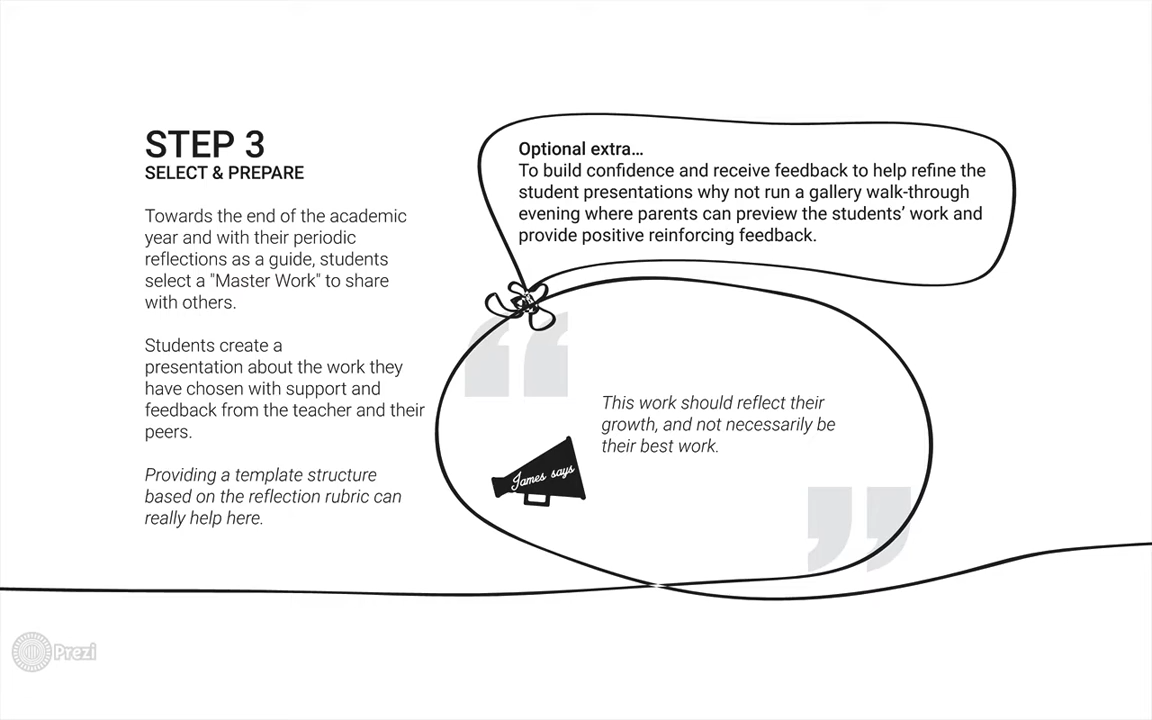 STEP 3
SELECT & PREPARE
Towards the end of the academic
year and with their periodic
reflections as a guide, students
select a "Master Work" to share
with others.
Students create a
presentation about the work they
have chosen with support and
feedback from the teacher and their
peers.
Providing a template structure
based on the reflection rubric can
really help here.
Optional extra...
To build confidence and receive feedback to help refine the
student presentations why not run a gallery walk-through
evening where parents can preview the students’ work and
provide positive reinforcing feedback.
“
This work should reflect their
growth, and not necessarily be
their best work.
”
James says
Prezi